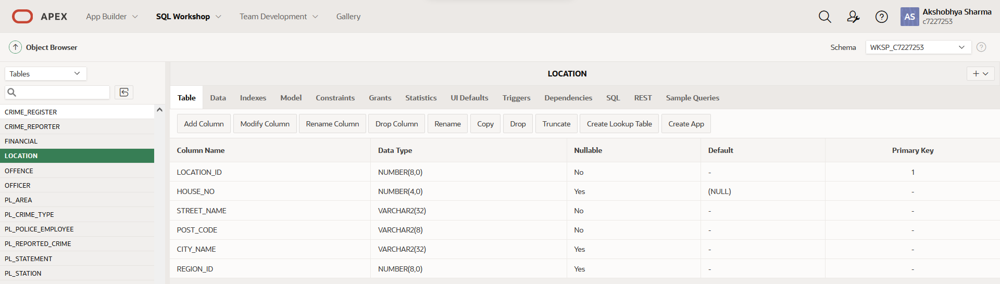 APEX App Builder SQL Workshop Team Development Gallery AS Akshobhya Sharma
c7227253
Object Browser Schema WKSP_C7227253
Tables
LOCATION
Table Data Indexes Model Constraints Grants Statistics UI Defaults Triggers Dependencies SQL REST Sample Queries
CRIME_REGISTER
CRIME_REPORTER
FINANCIAL
LOCATION
OFFENCE
OFFICER
PL_AREA
PL_CRIME_TYPE
PL_POLICE_EMPLOYEE
PL_REPORTED_CRIME
PL_STATEMENT
PL_STATION
Add Column Modify Column Rename Column Drop Column Rename Copy Drop Truncate Create Lookup Table Create App
Column Name Data Type Nullable Default Primary Key
LOCATION_ID NUMBER(8,0) No - 1
HOUSE_NO NUMBER(4,0) Yes (NULL) -
STREET_NAME VARCHAR2(32) No - -
POST_CODE VARCHAR2(8) No - -
CITY_NAME VARCHAR2(32) Yes - -
REGION_ID NUMBER(8,0) Yes - -